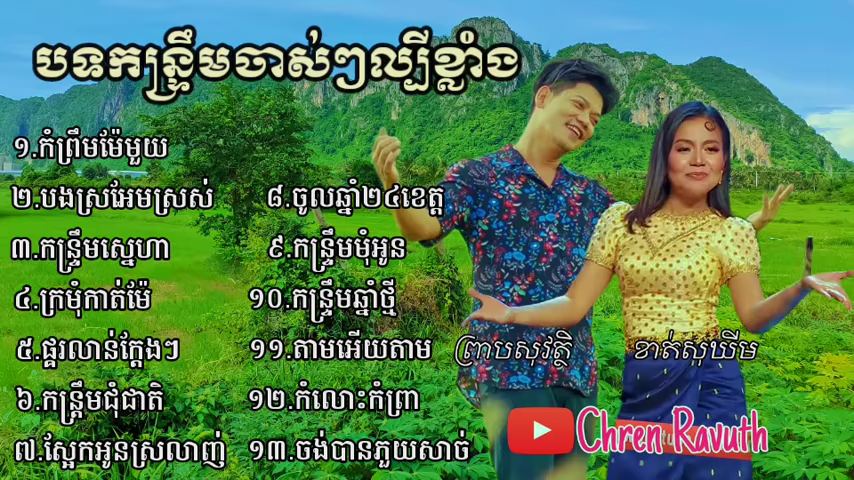 បទកន្ទ្រឹមចាស់ៗល្បីខ្លាំង
១.កំព្រឹមម៉ែមួយ
២.បងស្រអែមស្រស់
៣.កន្ទ្រឹមស្នេហា
៤.ក្រមុំកាត់ម៉ែ
៥.ផ្គរលាន់ក្ដែងៗ
៦.កន្ទ្រឹមជុំជាតិ
៧.ស្អែកអូនស្រលាញ់
៨.ចូលឆ្នាំ២៤ខេត្ត
៩.កន្ទ្រឹមមុំអូន
១០.កន្ទ្រឹមឆ្នាំថ្មី
១១.តាមអើយតាម
១២.កំលោះកំព្រា
១៣.ចង់បានភួយសាច់
ព្រាបសុវត្ថិ
ខាត់សុឃីម
Chren Ravuth